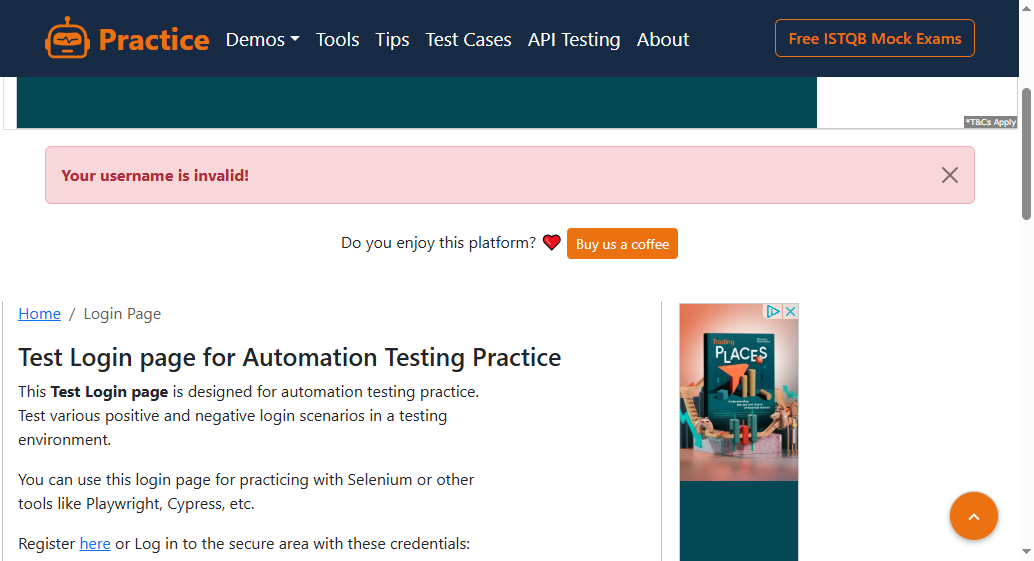 Practice Demos Tools Tips Test Cases API Testing About Free ISTQB Mock Exams
*T&Cs Apply
Your username is invalid!
Do you enjoy this platform? Buy us a coffee
Home / Login Page
Test Login page for Automation Testing Practice
This Test Login page is designed for automation testing practice.
Test various positive and negative login scenarios in a testing
environment.
You can use this login page for practicing with Selenium or other
tools like Playwright, Cypress, etc.
Register here or Log in to the secure area with these credentials:
Trading
PLACES